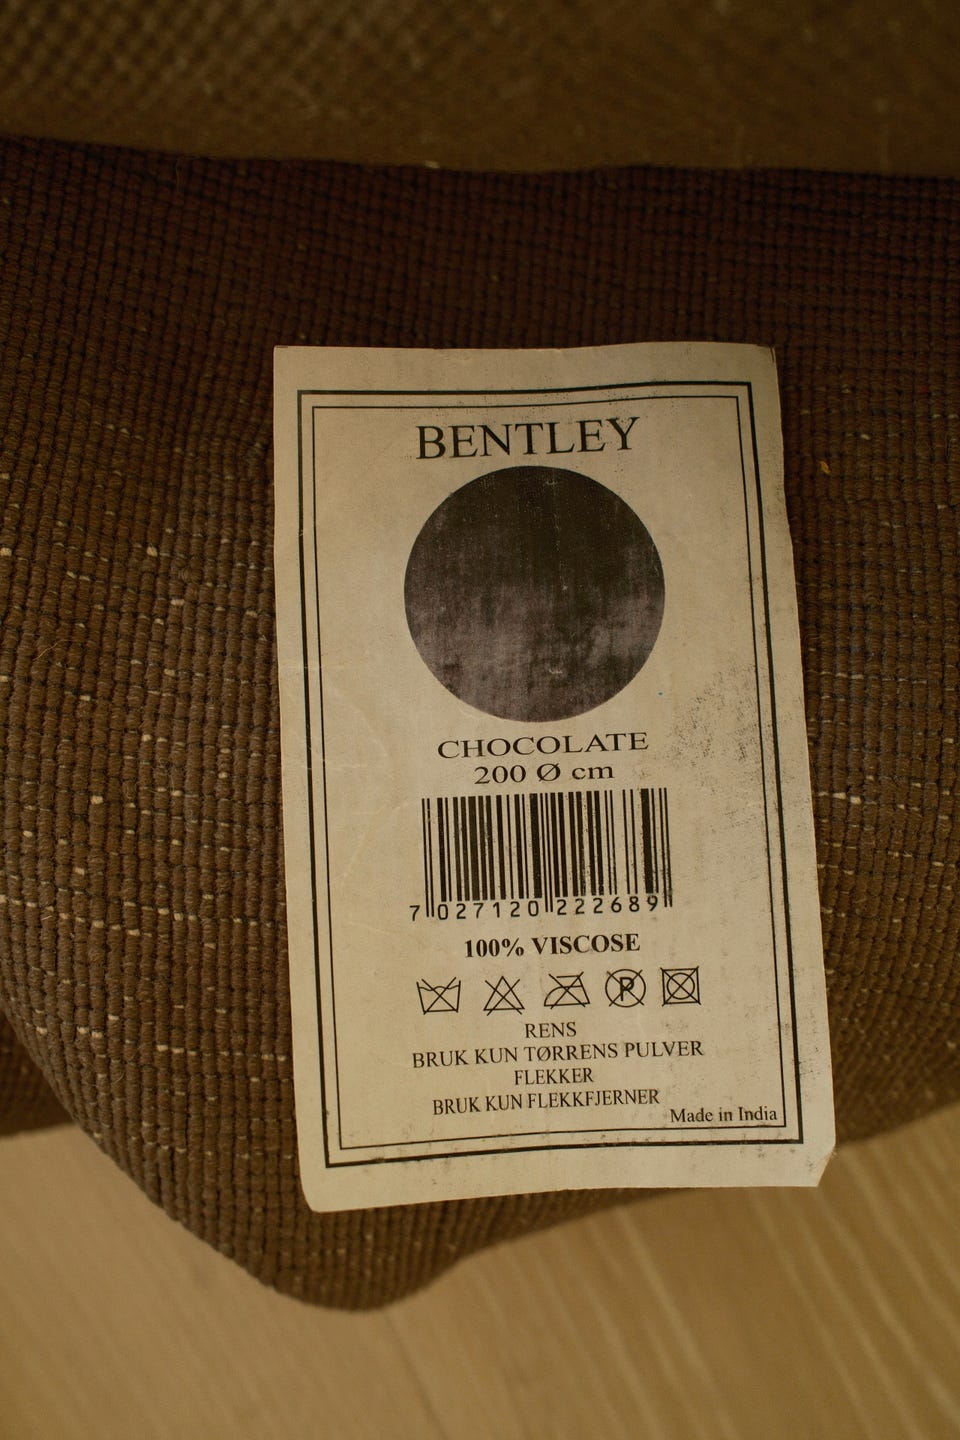 BENTLEY
CHOCOLATE
200 Ø cm
7 027120 222689
100% VISCOSE
P
RENS
BRUK KUN TØRRENS PULVER
FLEKKER
BRUK KUN FLEKKFJERNER
Made in India